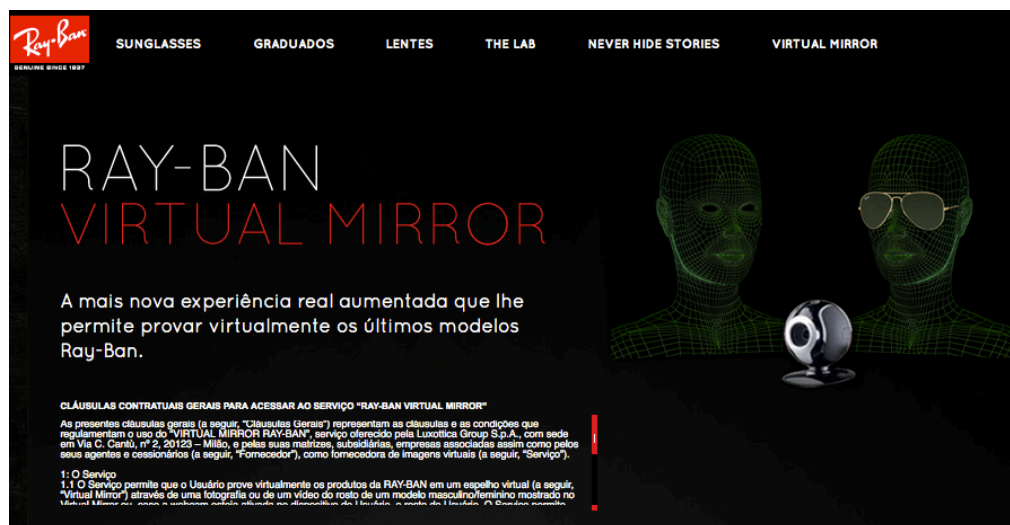 Ray-Ban
GENUINE SINCE 1937
SUNGLASSES GRADUADOS LENTES THE LAB NEVER HIDE STORIES VIRTUAL MIRROR
RAY-BAN
VIRTUAL MIRROR
A mais nova experiência real aumentada que lhe
permite provar virtualmente os últimos modelos
Ray-Ban.
CLÁUSULAS CONTRATUAIS GERAIS PARA ACESSAR AO SERVIÇO "RAY-BAN VIRTUAL MIRROR"
As presentes cláusulas gerais (a seguir, "Cláusulas Gerais") representam as cláusulas e as condições que
regulamentam o uso do "VIRTUAL MIRROR RAY-BAN", serviço oferecido pela Luxottica Group S.p.A., com sede
em Via C. Cantù, nº 2, 20123 – Milão, e pelas suas matrizes, subsidiárias, empresas associadas assim como pelos
seus agentes e cessionários (a seguir, "Fornecedor"), como fornecedora de imagens virtuais (a seguir, "Serviço").
1: O Serviço
1.1 O Serviço permite que o Usuário prove virtualmente os produtos da RAY-BAN em um espelho virtual (a seguir,
"Virtual Mirror") através de uma fotografia ou de um vídeo do rosto de um modelo masculino/feminino mostrado no